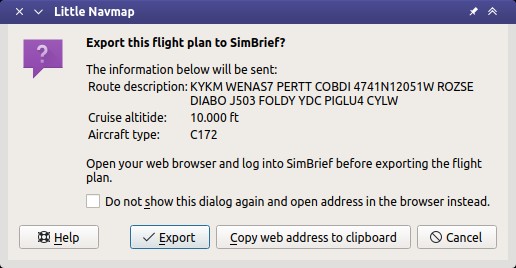 Little Navmap
Export this flight plan to SimBrief?
The information below will be sent:
Route description: KYKM WENAS7 PERTT COBDI 4741N12051W ROZSE
DIABO J503 FOLDY YDC PIGLU4 CYLW
Cruise altitide: 10.000 ft
Aircraft type: C172
Open your web browser and log into SimBrief before exporting the flight
plan.
Do not show this dialog again and open address in the browser instead.
Help
Export
Copy web address to clipboard
Cancel